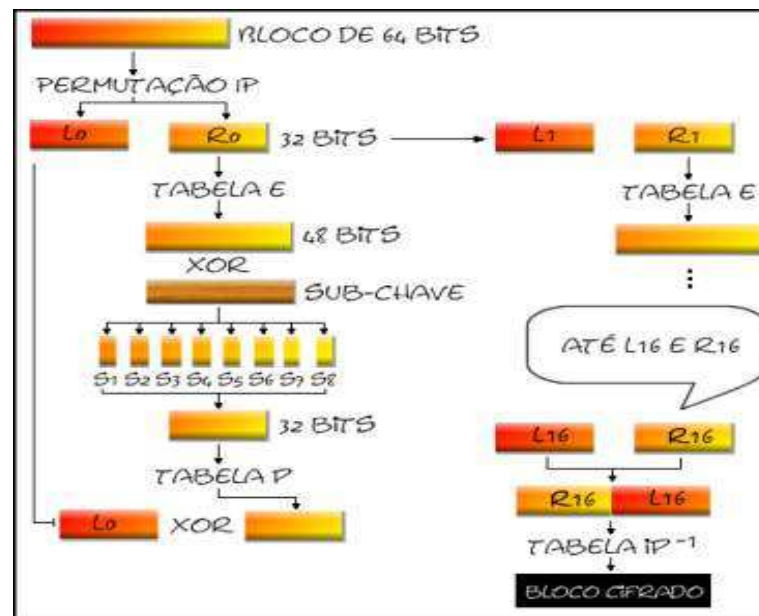 BLOCO DE 64 BITS
PERMUTAÇÃO IP
L0
R0
32 BITS
TABELA E
48 BITS
XOR
SUB-CHAVE
S1 S2 S3 S4 S5 S6 S7 S8
32 BITS
TABELA P
L0 XOR
L1
R1
TABELA E
...
ATÉ L16 E R16
L16
R16
R16 L16
TABELA IP-1
BLOCO CIFRADO